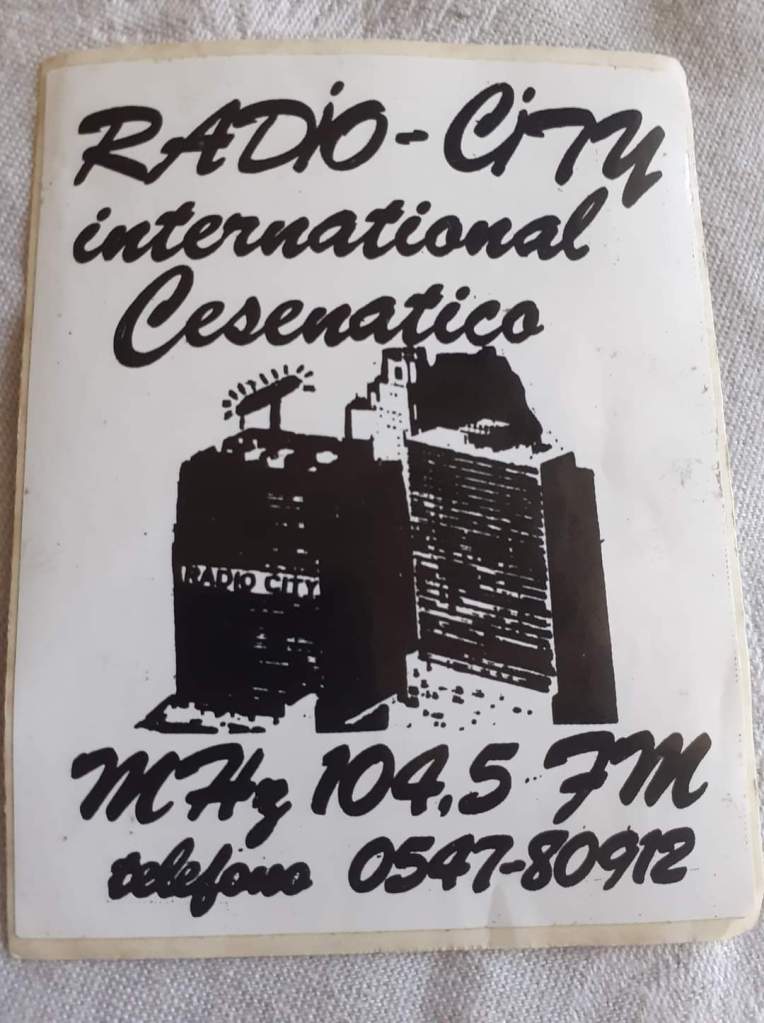 RADiO-CiTY
international
Cesenatico
RADIO CITY
MHz 104,5 FM
telefono 0547-80912